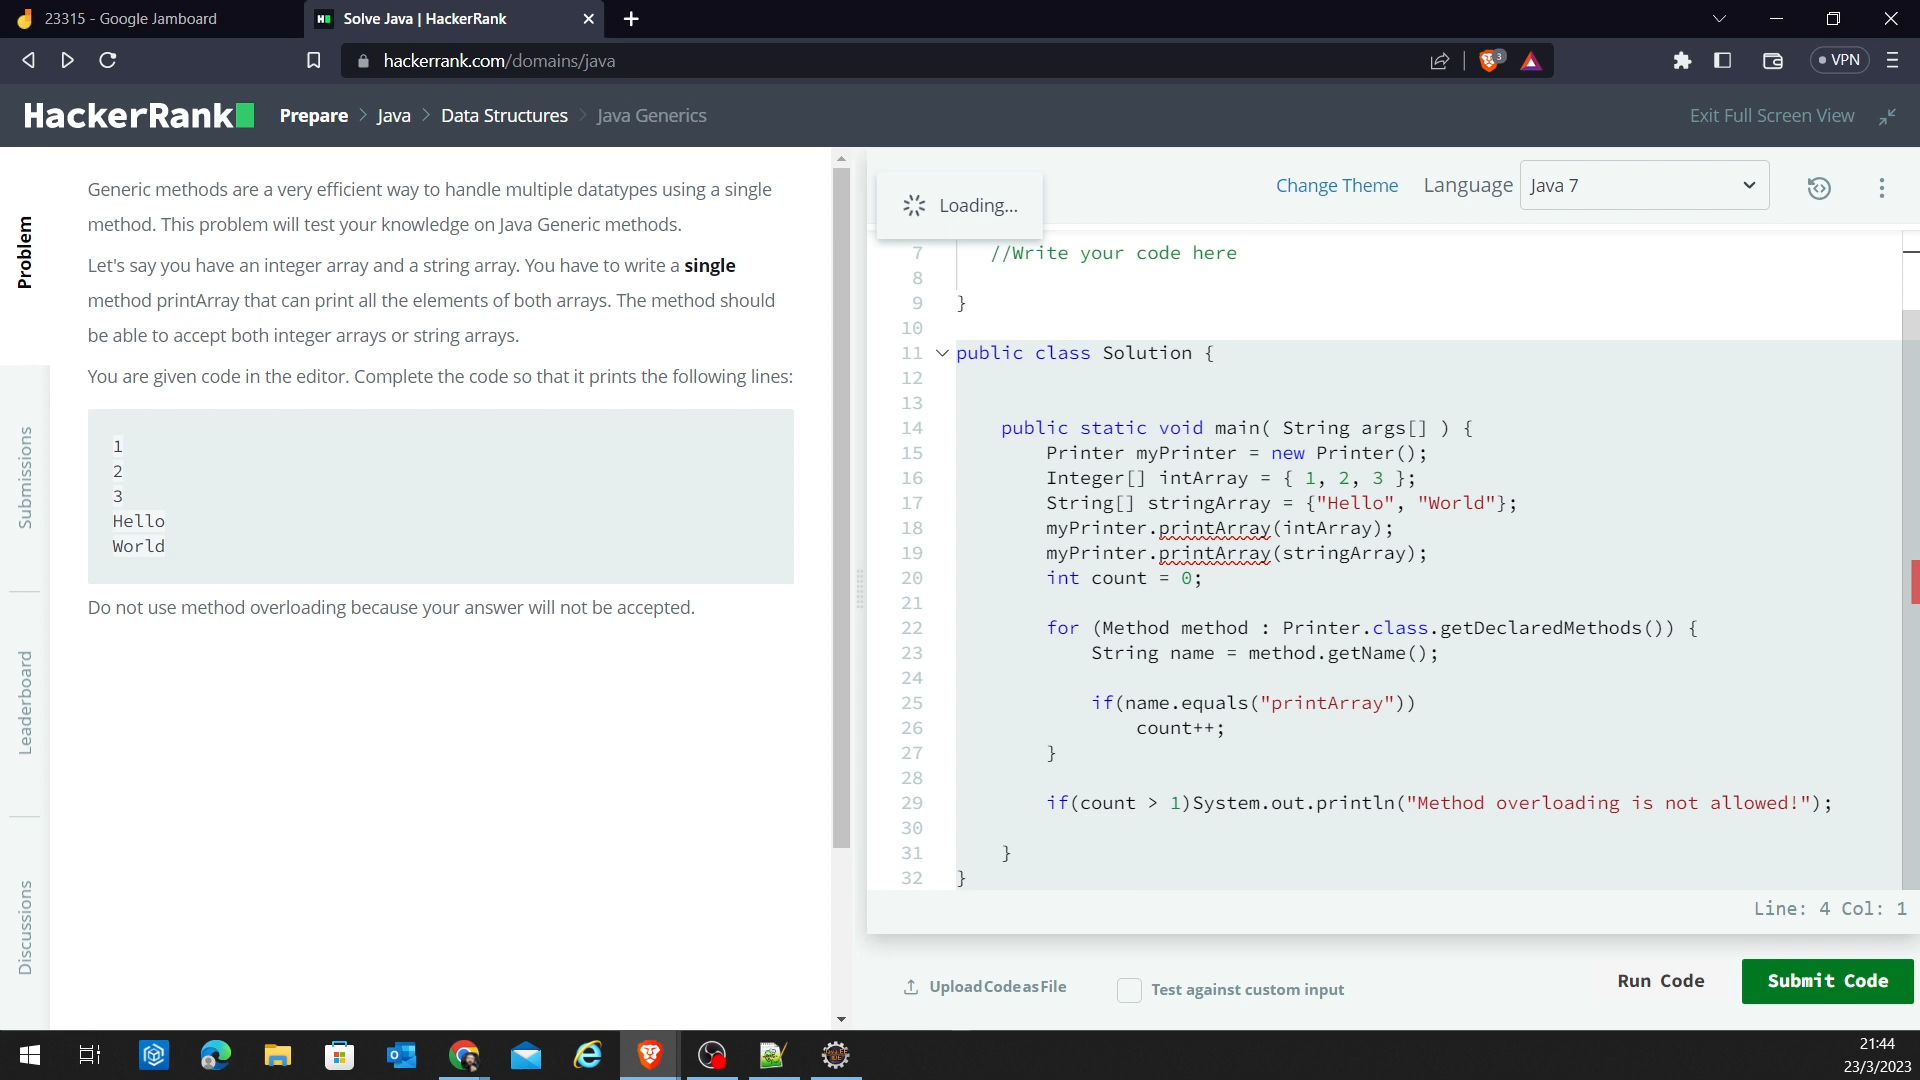 23315 - Google Jamboard
Solve Java | HackerRank
hackerrank.com/domains/java
3
VPN
HackerRank
Prepare > Java > Data Structures > Java Generics
Exit Full Screen View
Problem
Submissions
Leaderboard
Discussions
Generic methods are a very efficient way to handle multiple datatypes using a single
method. This problem will test your knowledge on Java Generic methods.
Let's say you have an integer array and a string array. You have to write a single
method printArray that can print all the elements of both arrays. The method should
be able to accept both integer arrays or string arrays.
You are given code in the editor. Complete the code so that it prints the following lines:
1
2
3
Hello
World
Do not use method overloading because your answer will not be accepted.
Loading...
Change Theme Language Java 7
7 //Write your code here
8
9 }
10
11 public class Solution {
12
13
14 public static void main( String args[] ) {
15 Printer myPrinter = new Printer();
16 Integer[] intArray = { 1, 2, 3 };
17 String[] stringArray = {"Hello", "World"};
18 myPrinter.printArray(intArray);
19 myPrinter.printArray(stringArray);
20 int count = 0;
21
22 for (Method method : Printer.class.getDeclaredMethods()) {
23 String name = method.getName();
24
25 if(name.equals("printArray"))
26 count++;
27 }
28
29 if(count > 1)System.out.println("Method overloading is not allowed!");
30
31 }
32 }
Line: 4 Col: 1
Upload Code as File
Test against custom input
Run Code
Submit Code
21:44
23/3/2023